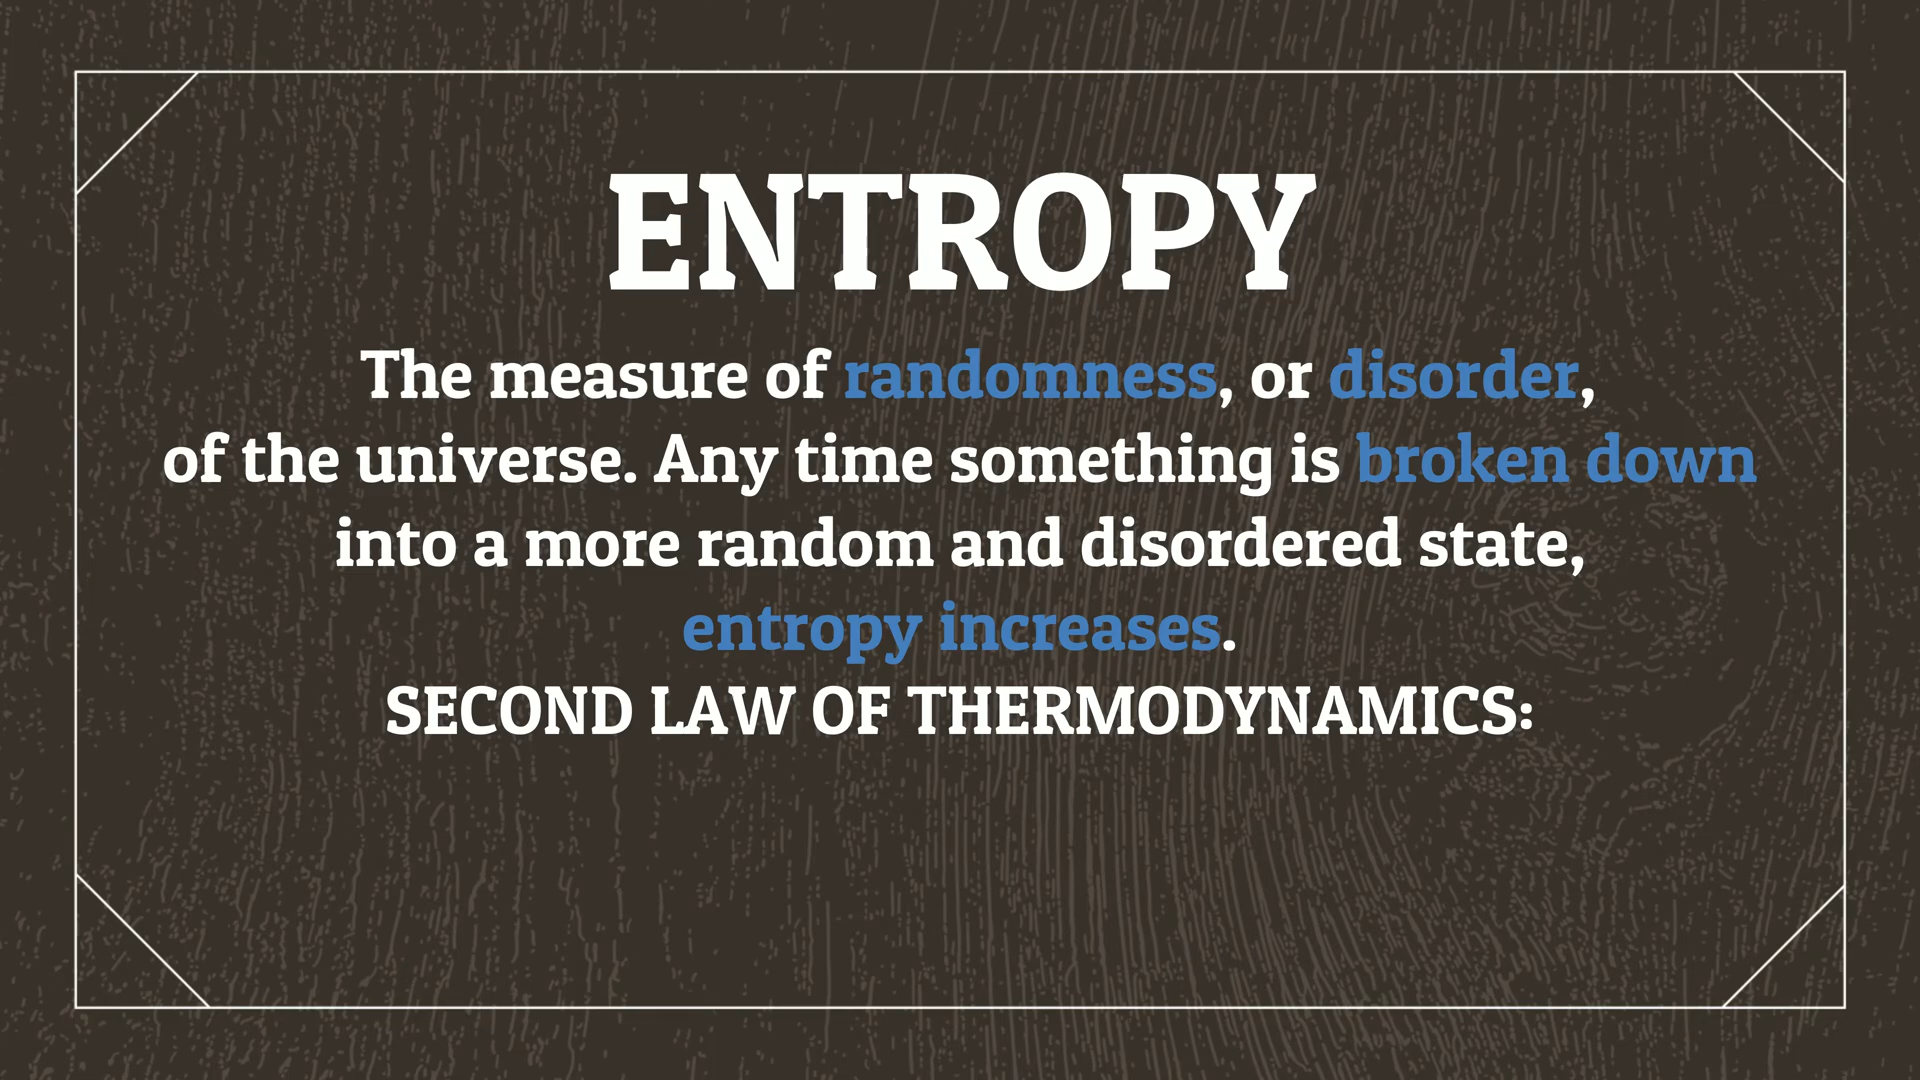 ENTROPY
The measure of randomness, or disorder,
of the universe. Any time something is broken down
into a more random and disordered state,
entropy increases.
SECOND LAW OF THERMODYNAMICS: